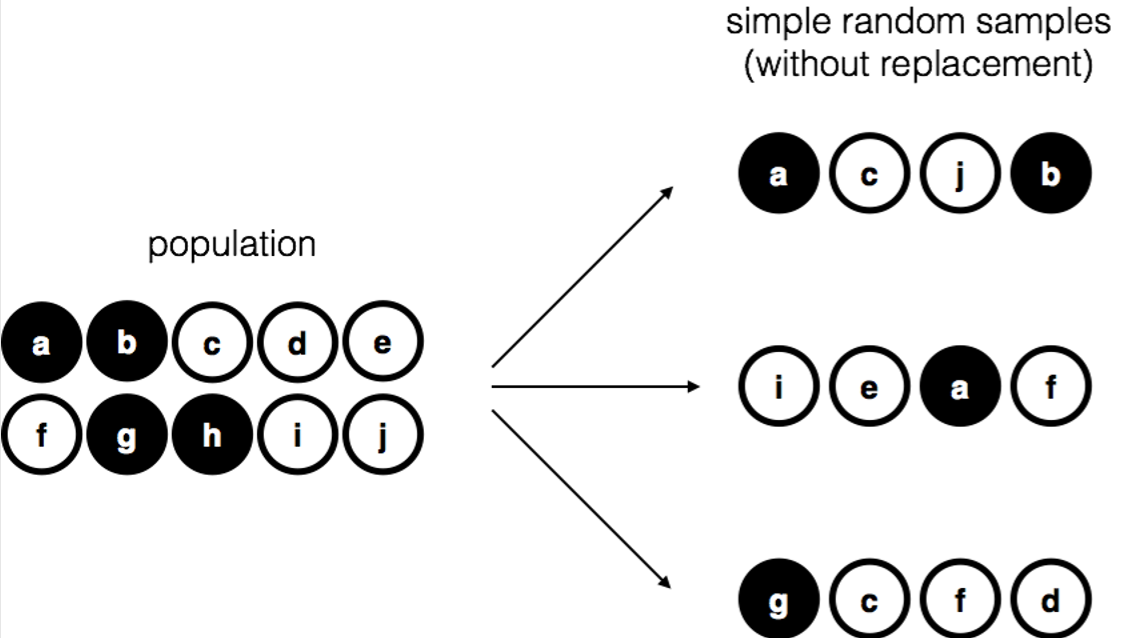 simple random samples
(without replacement)
a c j b
population
a b c d e
i e a f
f g h i j
g c f d